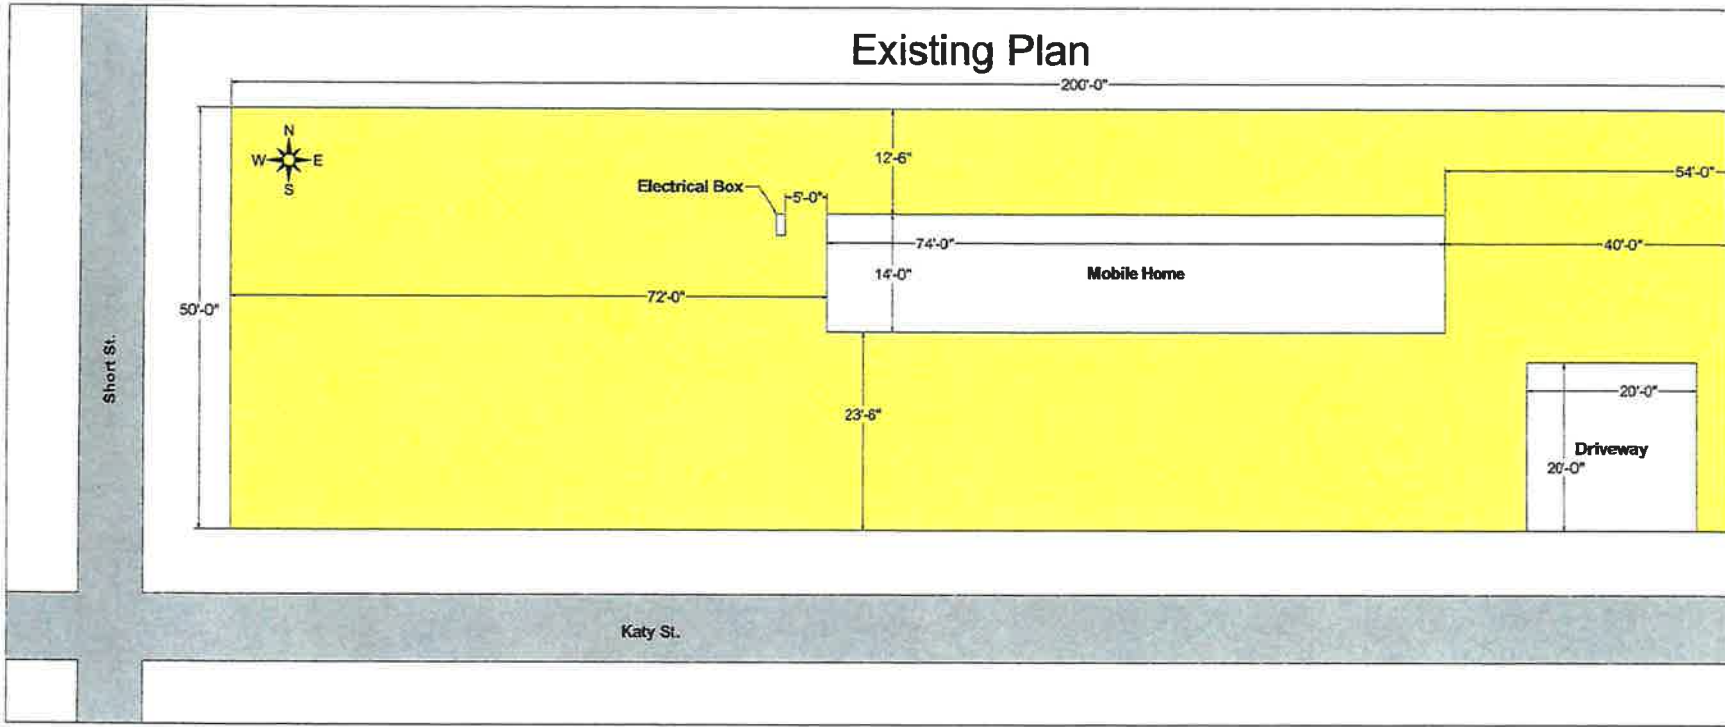 Existing Plan
200'-0"
N
W E
S
12'-6"
54'-0"
Electrical Box
5'-0"
74'-0"
40'-0"
14'-0"
Mobile Home
72'-0"
50'-0"
Short St.
20'-0"
23'-6"
Driveway
20'-0"
Katy St.